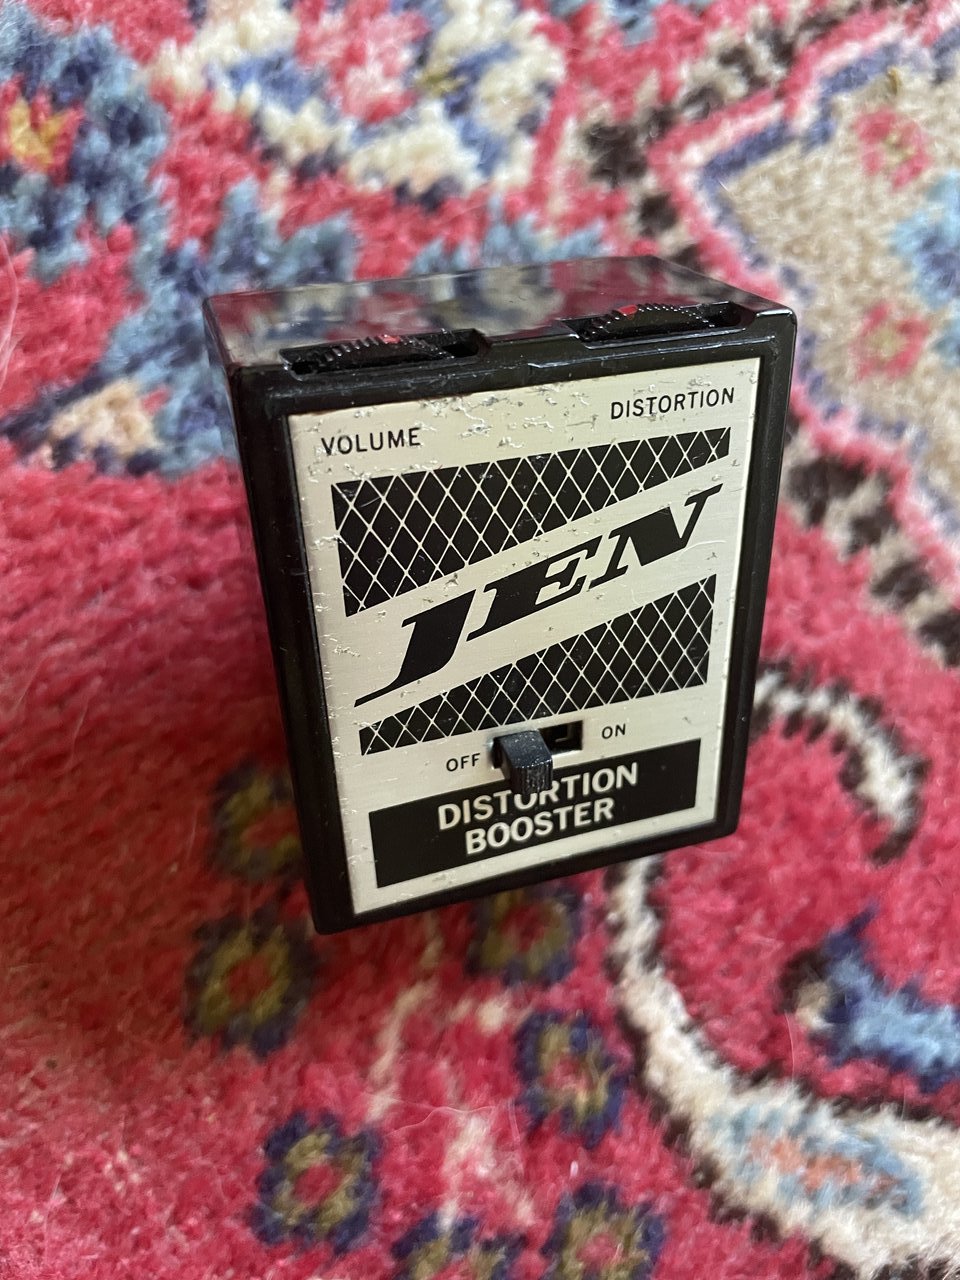 VOLUME
DISTORTION
JEN
OFF
ON
DISTORTION
BOOSTER